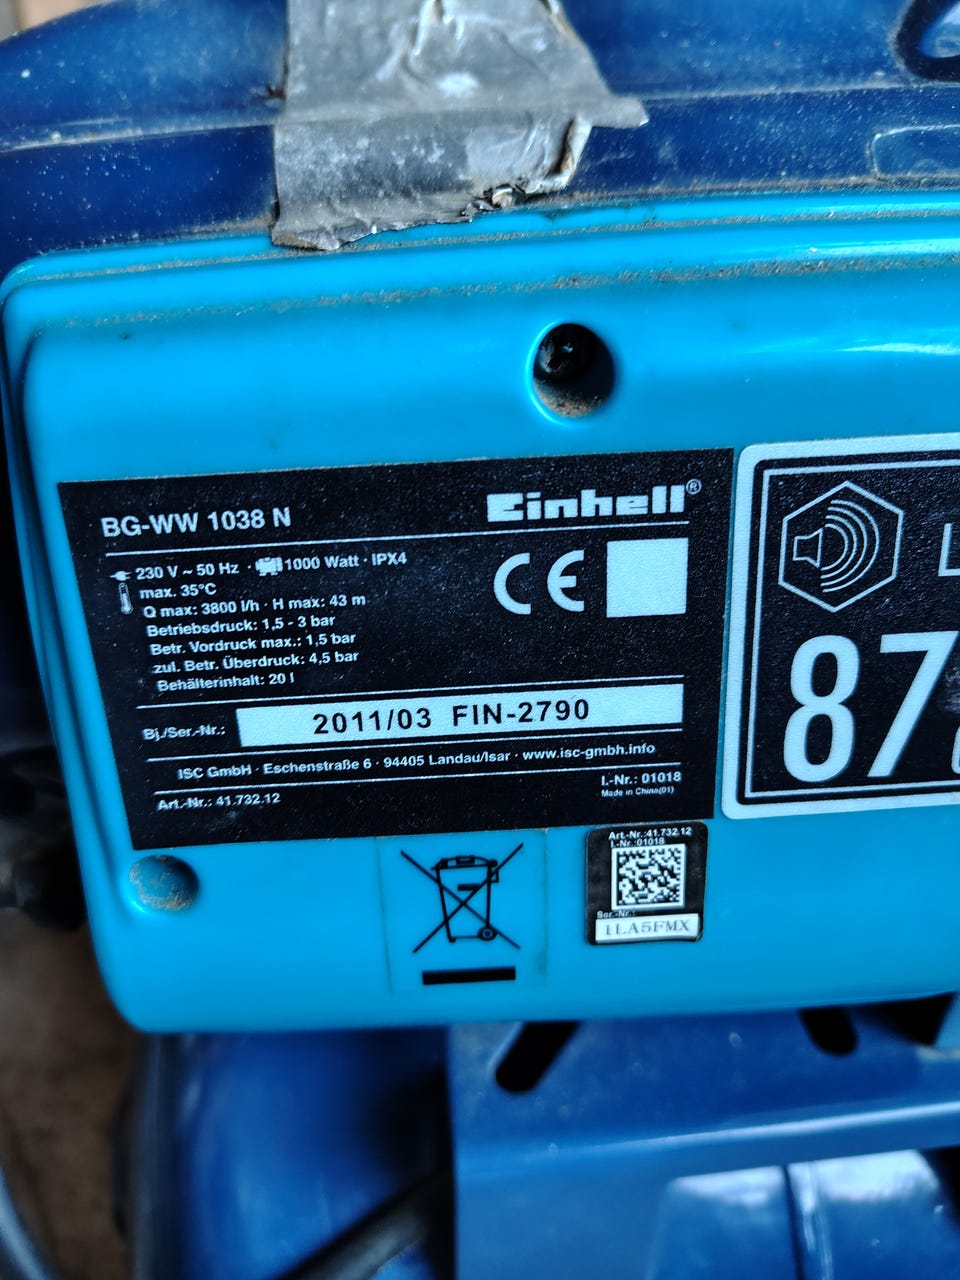 BG-WW 1038 N
Einhell®
230 V ~ 50 Hz · 1000 Watt · IPX4
max. 35°C
Q max: 3800 l/h · H max: 43 m
Betriebsdruck: 1,5 - 3 bar
Betr. Vordruck max.: 1,5 bar
zul. Betr. Überdruck: 4,5 bar
Behälterinhalt: 20 l
CE
Bj./Ser.-Nr.: 2011/03 FIN-2790
ISC GmbH · Eschenstraße 6 · 94405 Landau/Isar · www.isc-gmbh.info
Art.-Nr.: 41.732.12
I.-Nr.: 01018
Made in China(01)
L
87
Art.-Nr.:41.732.12
I.-Nr.:01018
Ser.-Nr.:
1LA5FMX